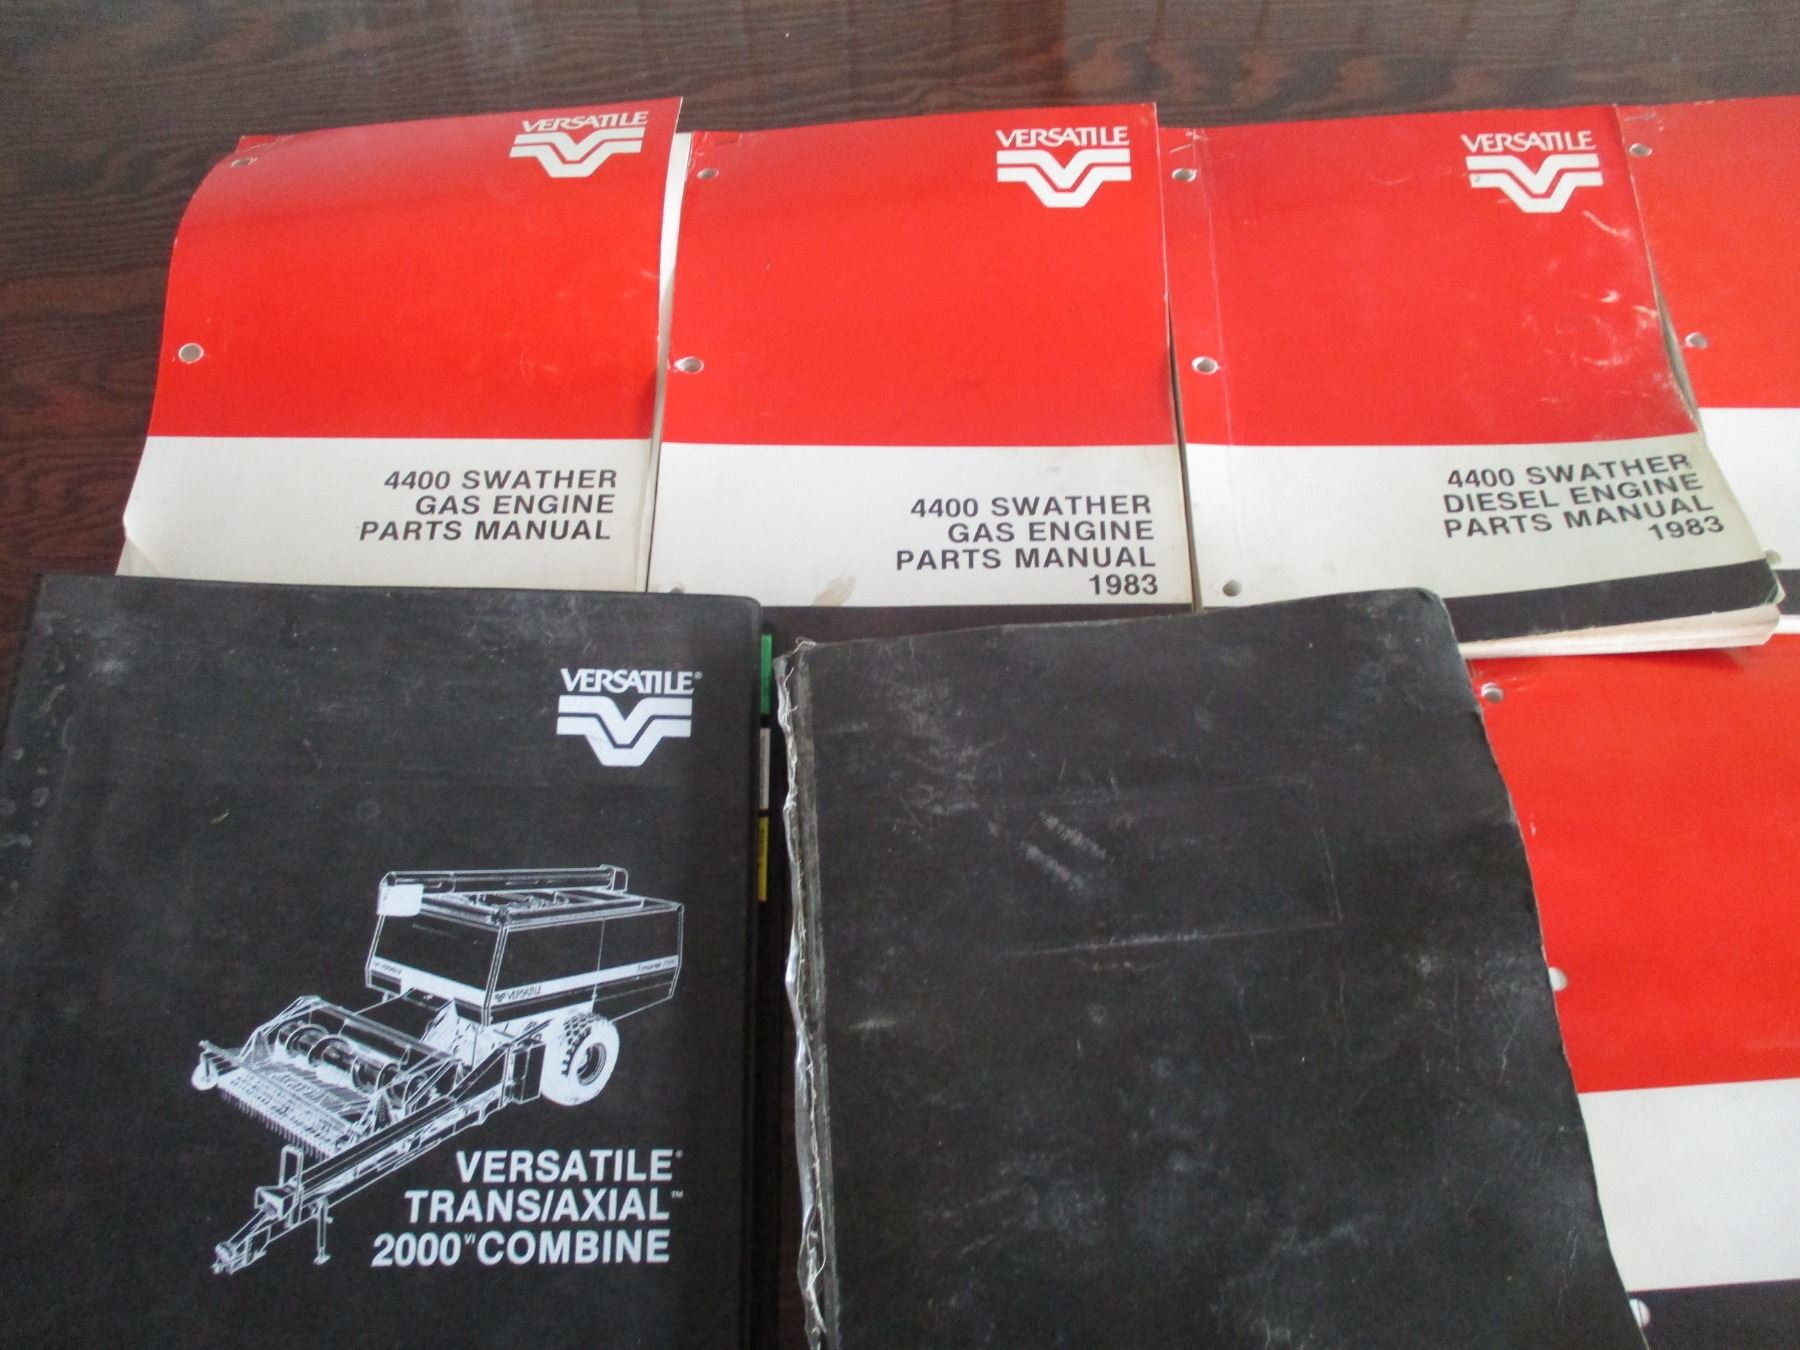 VERSATILE
4400 SWATHER
GAS ENGINE
PARTS MANUAL
VERSATILE
4400 SWATHER
GAS ENGINE
PARTS MANUAL
1983
VERSATILE
4400 SWATHER
DIESEL ENGINE
PARTS MANUAL
1983
VERSATILE®
VERSATILE
VERSATILE®
TRANS/AXIAL™
2000 COMBINE